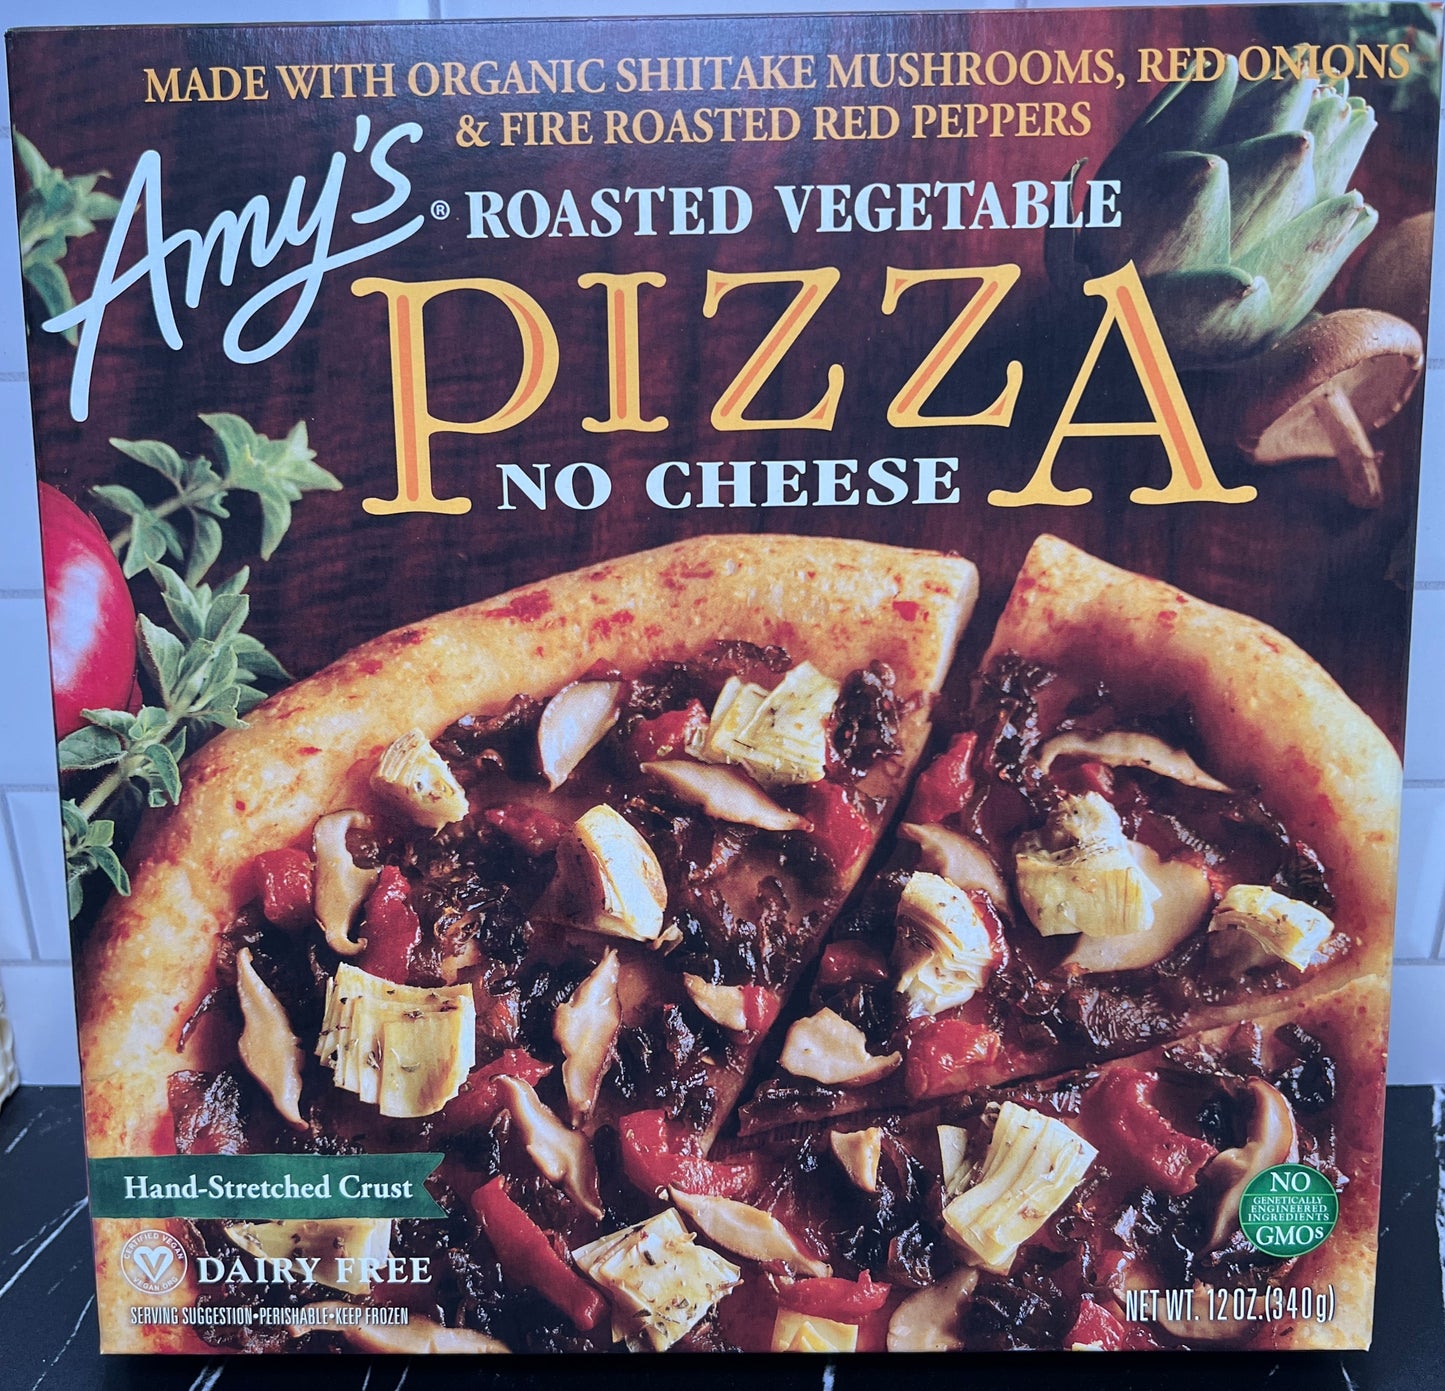 MADE WITH ORGANIC SHIITAKE MUSHROOMS, RED ONIONS
& FIRE ROASTED RED PEPPERS
Amy's® ROASTED VEGETABLE
PIZZA
NO CHEESE
Hand-Stretched Crust
CERTIFIED VEGAN
VEGAN.ORG
DAIRY FREE
SERVING SUGGESTION•PERISHABLE•KEEP FROZEN
NO
GENETICALLY
ENGINEERED
INGREDIENTS
GMOs
NET WT. 12 OZ.(340g)